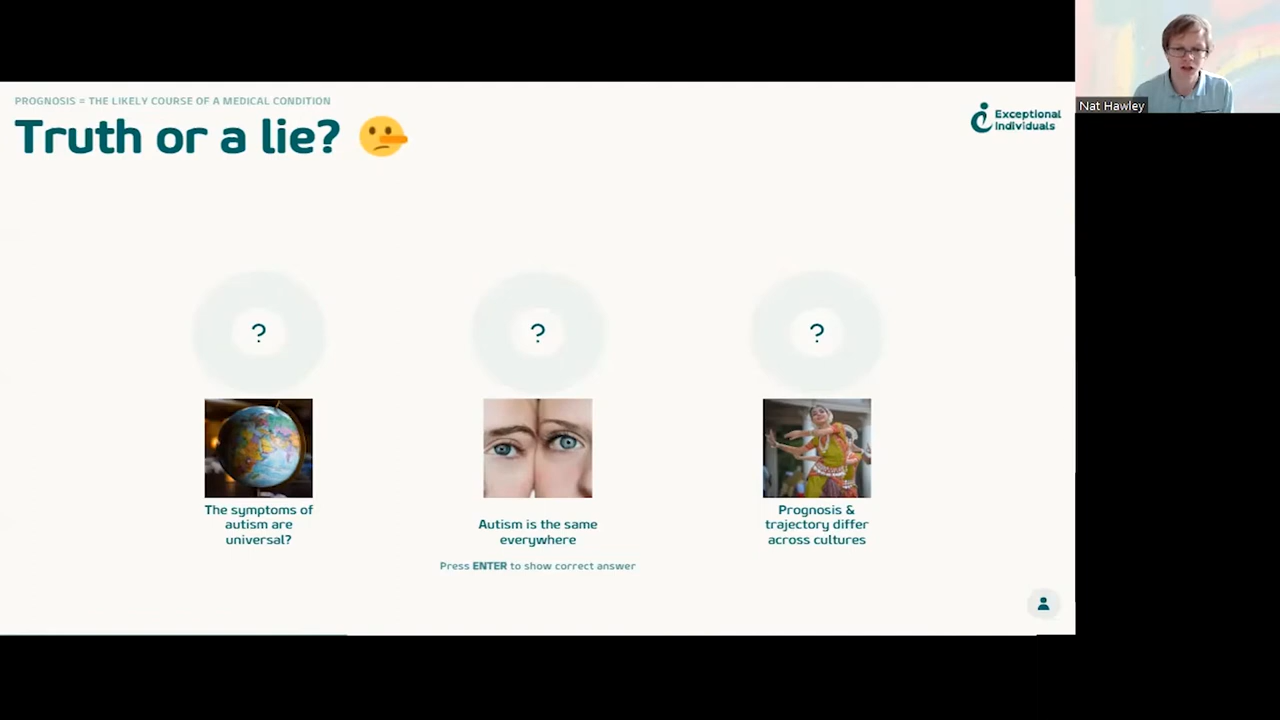 PROGNOSIS = THE LIKELY COURSE OF A MEDICAL CONDITION
Truth or a lie?
Exceptional
Individuals
Nat Hawley
?
?
?
The symptoms of
autism are
universal?
Autism is the same
everywhere
Prognosis &
trajectory differ
across cultures
Press ENTER to show correct answer